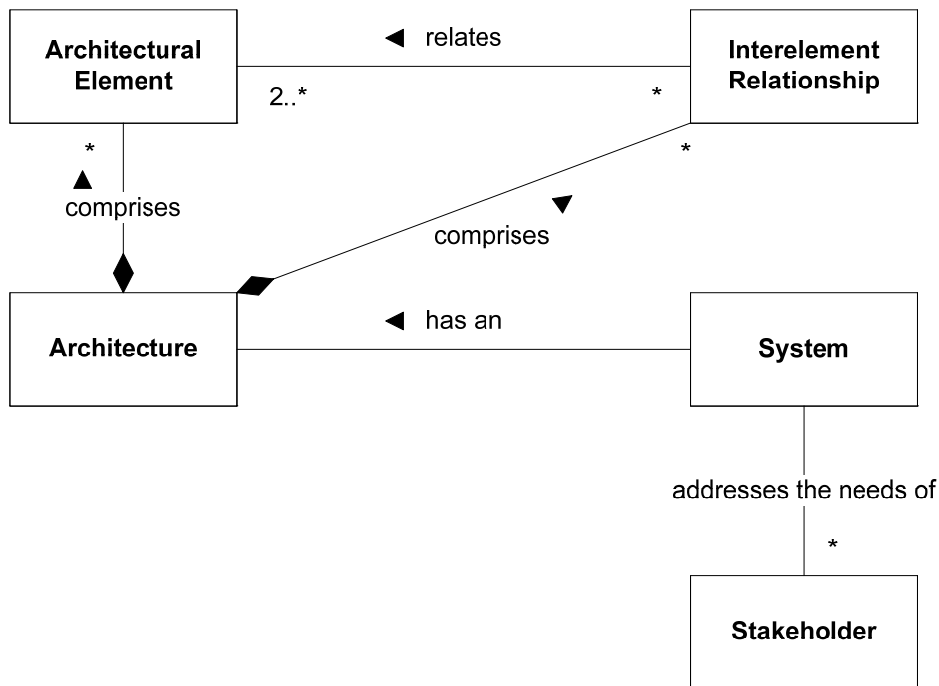 Architectural
Element
◄ relates
Interelement
Relationship
2..*
*
*
▲
comprises
*
▲
comprises
Architecture
◄ has an
System
addresses the needs of
*
Stakeholder